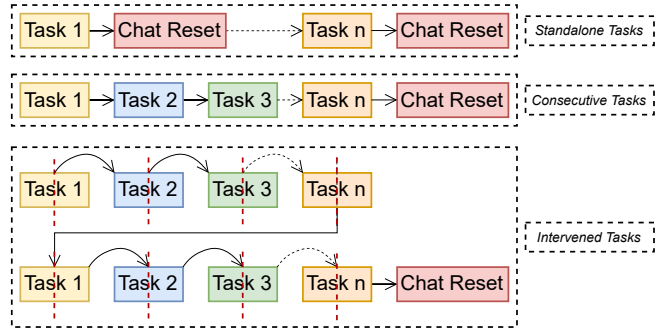 Task 1 Chat Reset Task n Chat Reset Standalone Tasks
Task 1 Task 2 Task 3 Task n Chat Reset Consecutive Tasks
Task 1 Task 2 Task 3 Task n
Intervened Tasks
Task 1 Task 2 Task 3 Task n Chat Reset